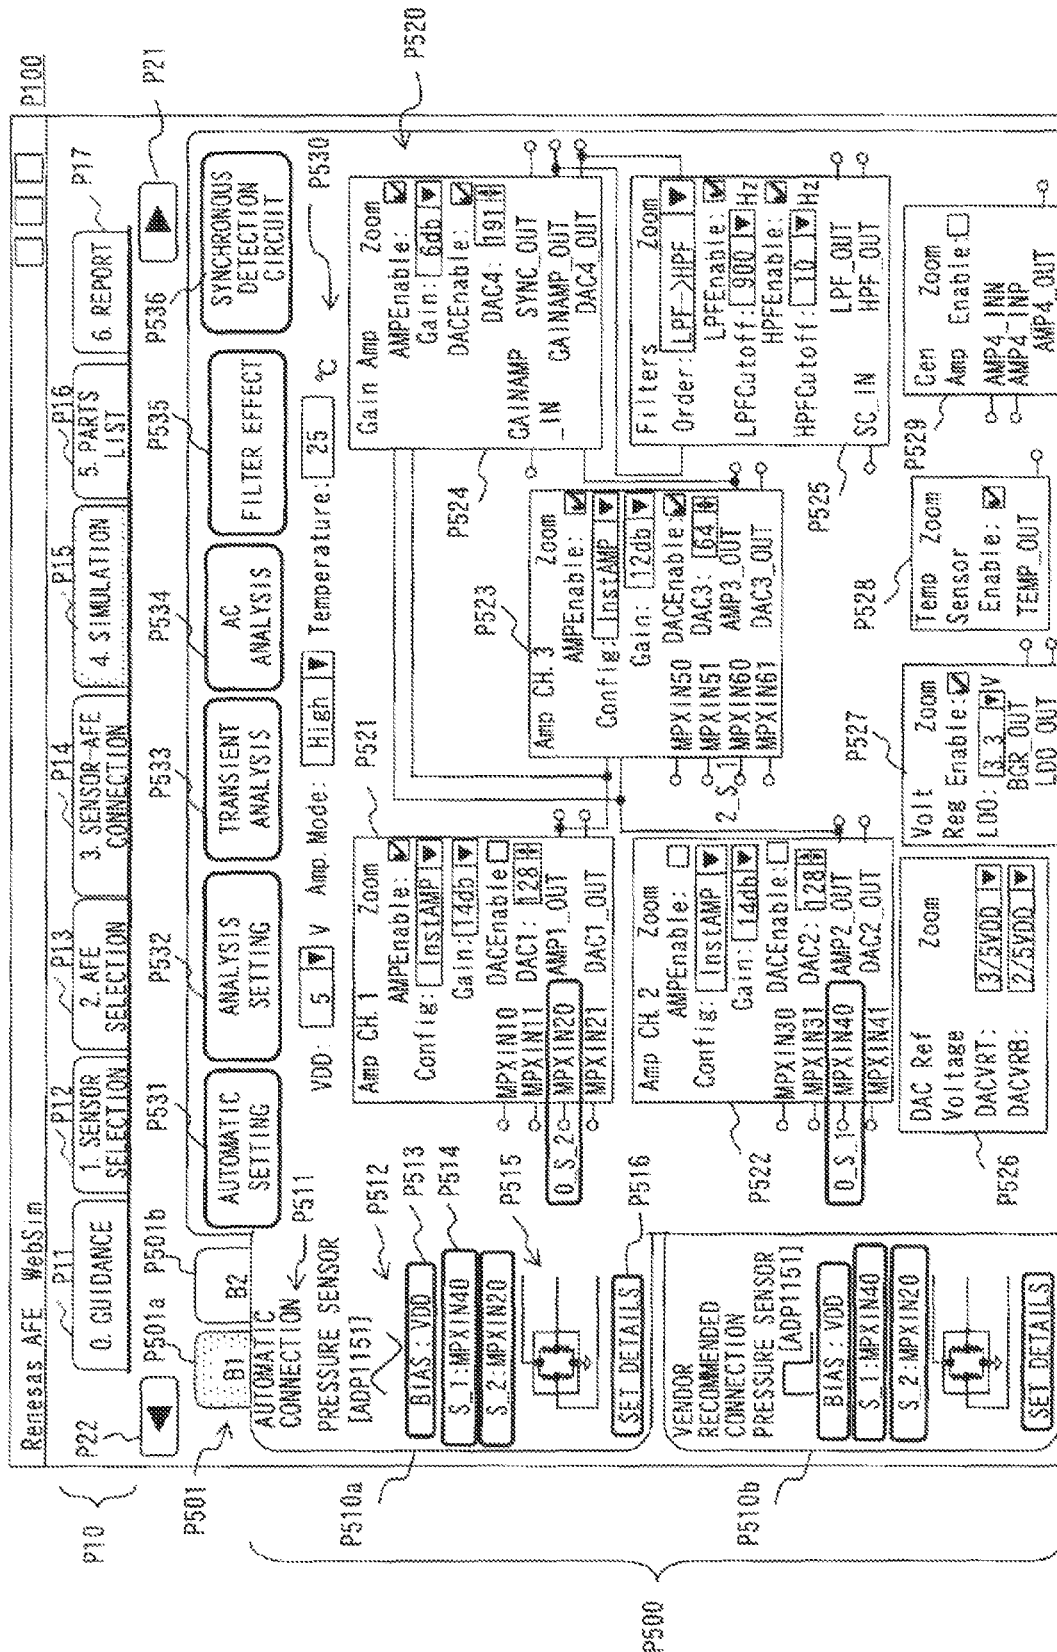 Renesas AFE WebSim
P100
P10
P11
P12
P13
P14
P15
P16
P17
0. GUIDANCE
1. SENSOR
SELECTION
2. AFE
SELECTION
3. SENSOR-AFE
CONNECTION
4. SIMULATION
5. PARTS
LIST
6. REPORT
P22
P21
P501
P501a
P501b
B1
B2
P531
P532
P533
P534
P535
P536
AUTOMATIC
SETTING
ANALYSIS
SETTING
TRANSIENT
ANALYSIS
AC
ANALYSIS
FILTER EFFECT
SYNCHRONOUS
DETECTION
CIRCUIT
VDD: 5 V Amp. Mode: High Temperature: 25 °C
P530
P520
P500
P510a
AUTOMATIC
CONNECTION
P511
PRESSURE SENSOR
[ADP1151]
P512
BIAS:VDD
P513
S_1:MPXIN40
P514
S_2:MPXIN20
P515
SET DETAILS
P516
P510b
VENDOR
RECOMMENDED
CONNECTION
PRESSURE SENSOR
[ADP1151]
BIAS:VDD
S_1:MPXIN40
S_2:MPXIN20
SET DETAILS
P521
Amp CH.1 Zoom
AMPEnable:
Config: InstAMP
Gain: 14db
DACEnable
MPXIN10
DAC1: 128
MPXIN11
AMP1_OUT
0_S_2
MPXIN20
DAC1_OUT
MPXIN21
P522
Amp CH.2 Zoom
AMPEnable:
Config: InstAMP
Gain: 14db
DACEnable:
MPXIN30
DAC2: 128
MPXIN31
AMP2_OUT
0_S_1
MPXIN40
DAC2_OUT
MPXIN41
P523
Amp CH.3 Zoom
AMPEnable:
Config: InstAMP
Gain: 12db
DACEnable:
MPXIN50
DAC3: 64
MPXIN51
AMP3_OUT
2_S_1
MPXIN60
DAC3_OUT
MPXIN61
P524
Gain Amp Zoom
AMPEnable:
Gain: 6db
DACEnable:
DAC4: 191
GAINAMP
_IN
SYNC_OUT
GAINAMP_OUT
DAC4_OUT
P525
Filters Zoom
Order: LPF->HPF
LPFEnable:
LPFCutoff: 900 Hz
HPFEnable:
HPFCutoff: 10 Hz
SC_IN
LPF_OUT
HPF_OUT
P526
DAC Ref Zoom
Voltage
DACVRT: 3/5VDD
DACVRB: 2/5VDD
P527
Volt Zoom
Reg Enable:
LDO: 3.3 V
BGR_OUT
LDO_OUT
P528
Temp Zoom
Sensor
Enable:
TEMP_OUT
P529
Gen Zoom
Amp Enable:
AMP4_INN
AMP4_INP
AMP4_OUT